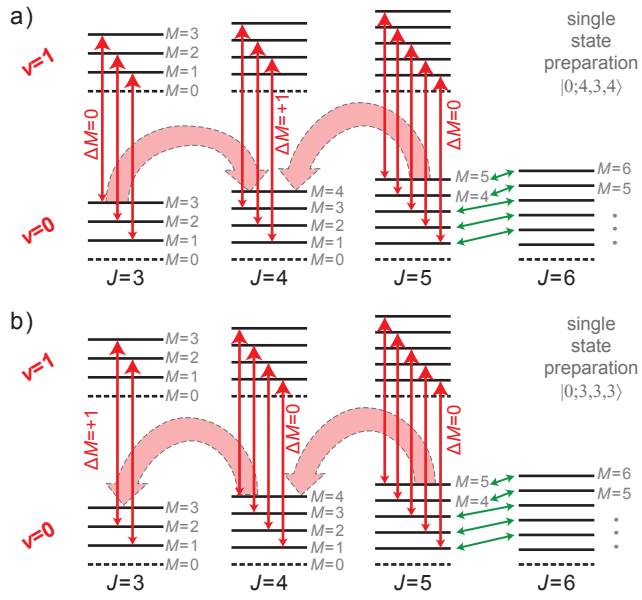 a)
v=1
M=3
M=2
M=1
M=0
single
state
preparation
|0;4,3,4⟩
ΔM=0
ΔM=+1
ΔM=0
v=0
M=3
M=2
M=1
M=0
M=4
M=3
M=2
M=1
M=0
M=5
M=4
M=6
M=5
J=3
J=4
J=5
J=6
b)
v=1
M=3
M=2
M=1
M=0
single
state
preparation
|0;3,3,3⟩
ΔM=+1
ΔM=0
ΔM=0
v=0
M=3
M=2
M=1
M=0
M=4
M=3
M=2
M=1
M=0
M=5
M=4
M=6
M=5
J=3
J=4
J=5
J=6